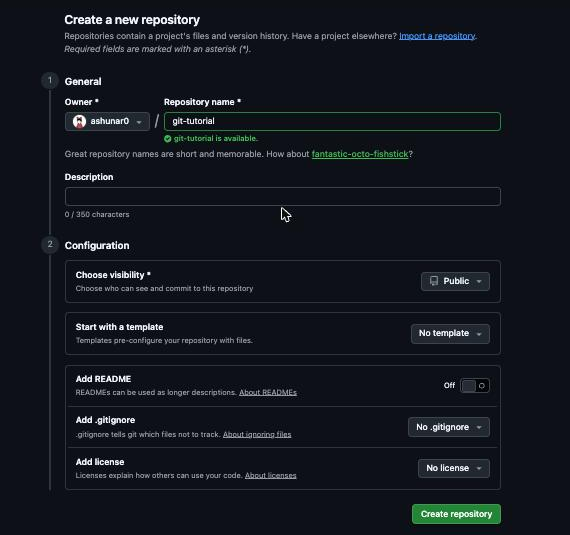 Create a new repository
Repositories contain a project's files and version history. Have a project elsewhere? Import a repository.
Required fields are marked with an asterisk (*).
1 General
Owner * Repository name *
ashunar0 / git-tutorial
git-tutorial is available.
Great repository names are short and memorable. How about fantastic-octo-fishstick?
Description
0 / 350 characters
2 Configuration
Choose visibility *
Choose who can see and commit to this repository
Public
Start with a template
Templates pre-configure your repository with files.
No template
Add README
READMEs can be used as longer descriptions. About READMEs
Off
Add .gitignore
.gitignore tells git which files not to track. About ignoring files
No .gitignore
Add license
Licenses explain how others can use your code. About licenses
No license
Create repository